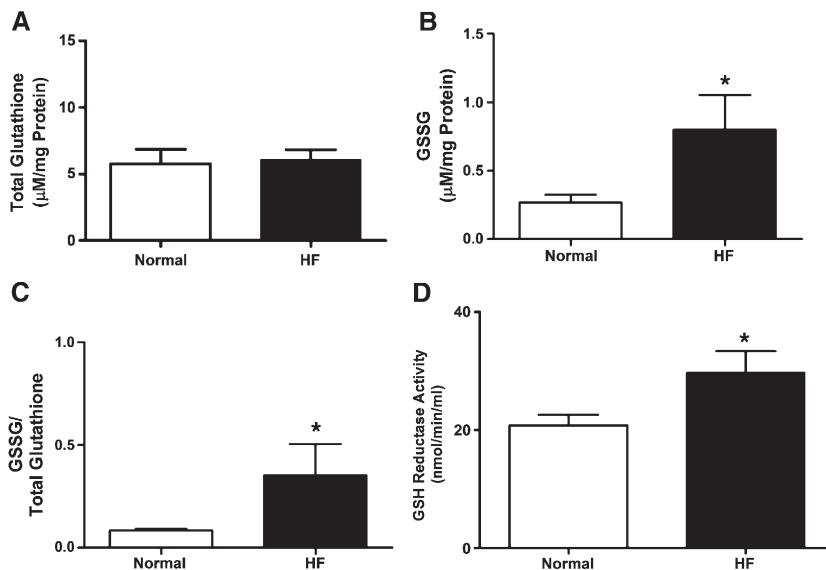 A
Total Glutathione
(μM/mg Protein)
15
10
5
0
Normal
HF
B
GSSG
(μM/mg Protein)
1.5
1.0
0.5
0.0
*
Normal
HF
C
GSSG/
Total Glutathione
1.0
0.5
0.0
*
Normal
HF
D
GSH Reductase Activity
(nmol/min/ml)
40
20
0
*
Normal
HF